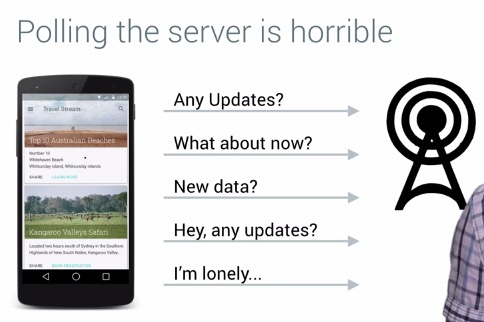 Polling the server is horrible
Travel Stream
Top 10 Australian Beaches
Number 10
Whitehaven Beach
Whitsunday Island, Whitsunday Islands
SHARE LEARN MORE
Kangaroo Valleys Safari
Located two hours south of Sydney in the Southern
Highlands of New South Wales, Kangaroo Valley...
SHARE
Any Updates?
What about now?
New data?
Hey, any updates?
I'm lonely...